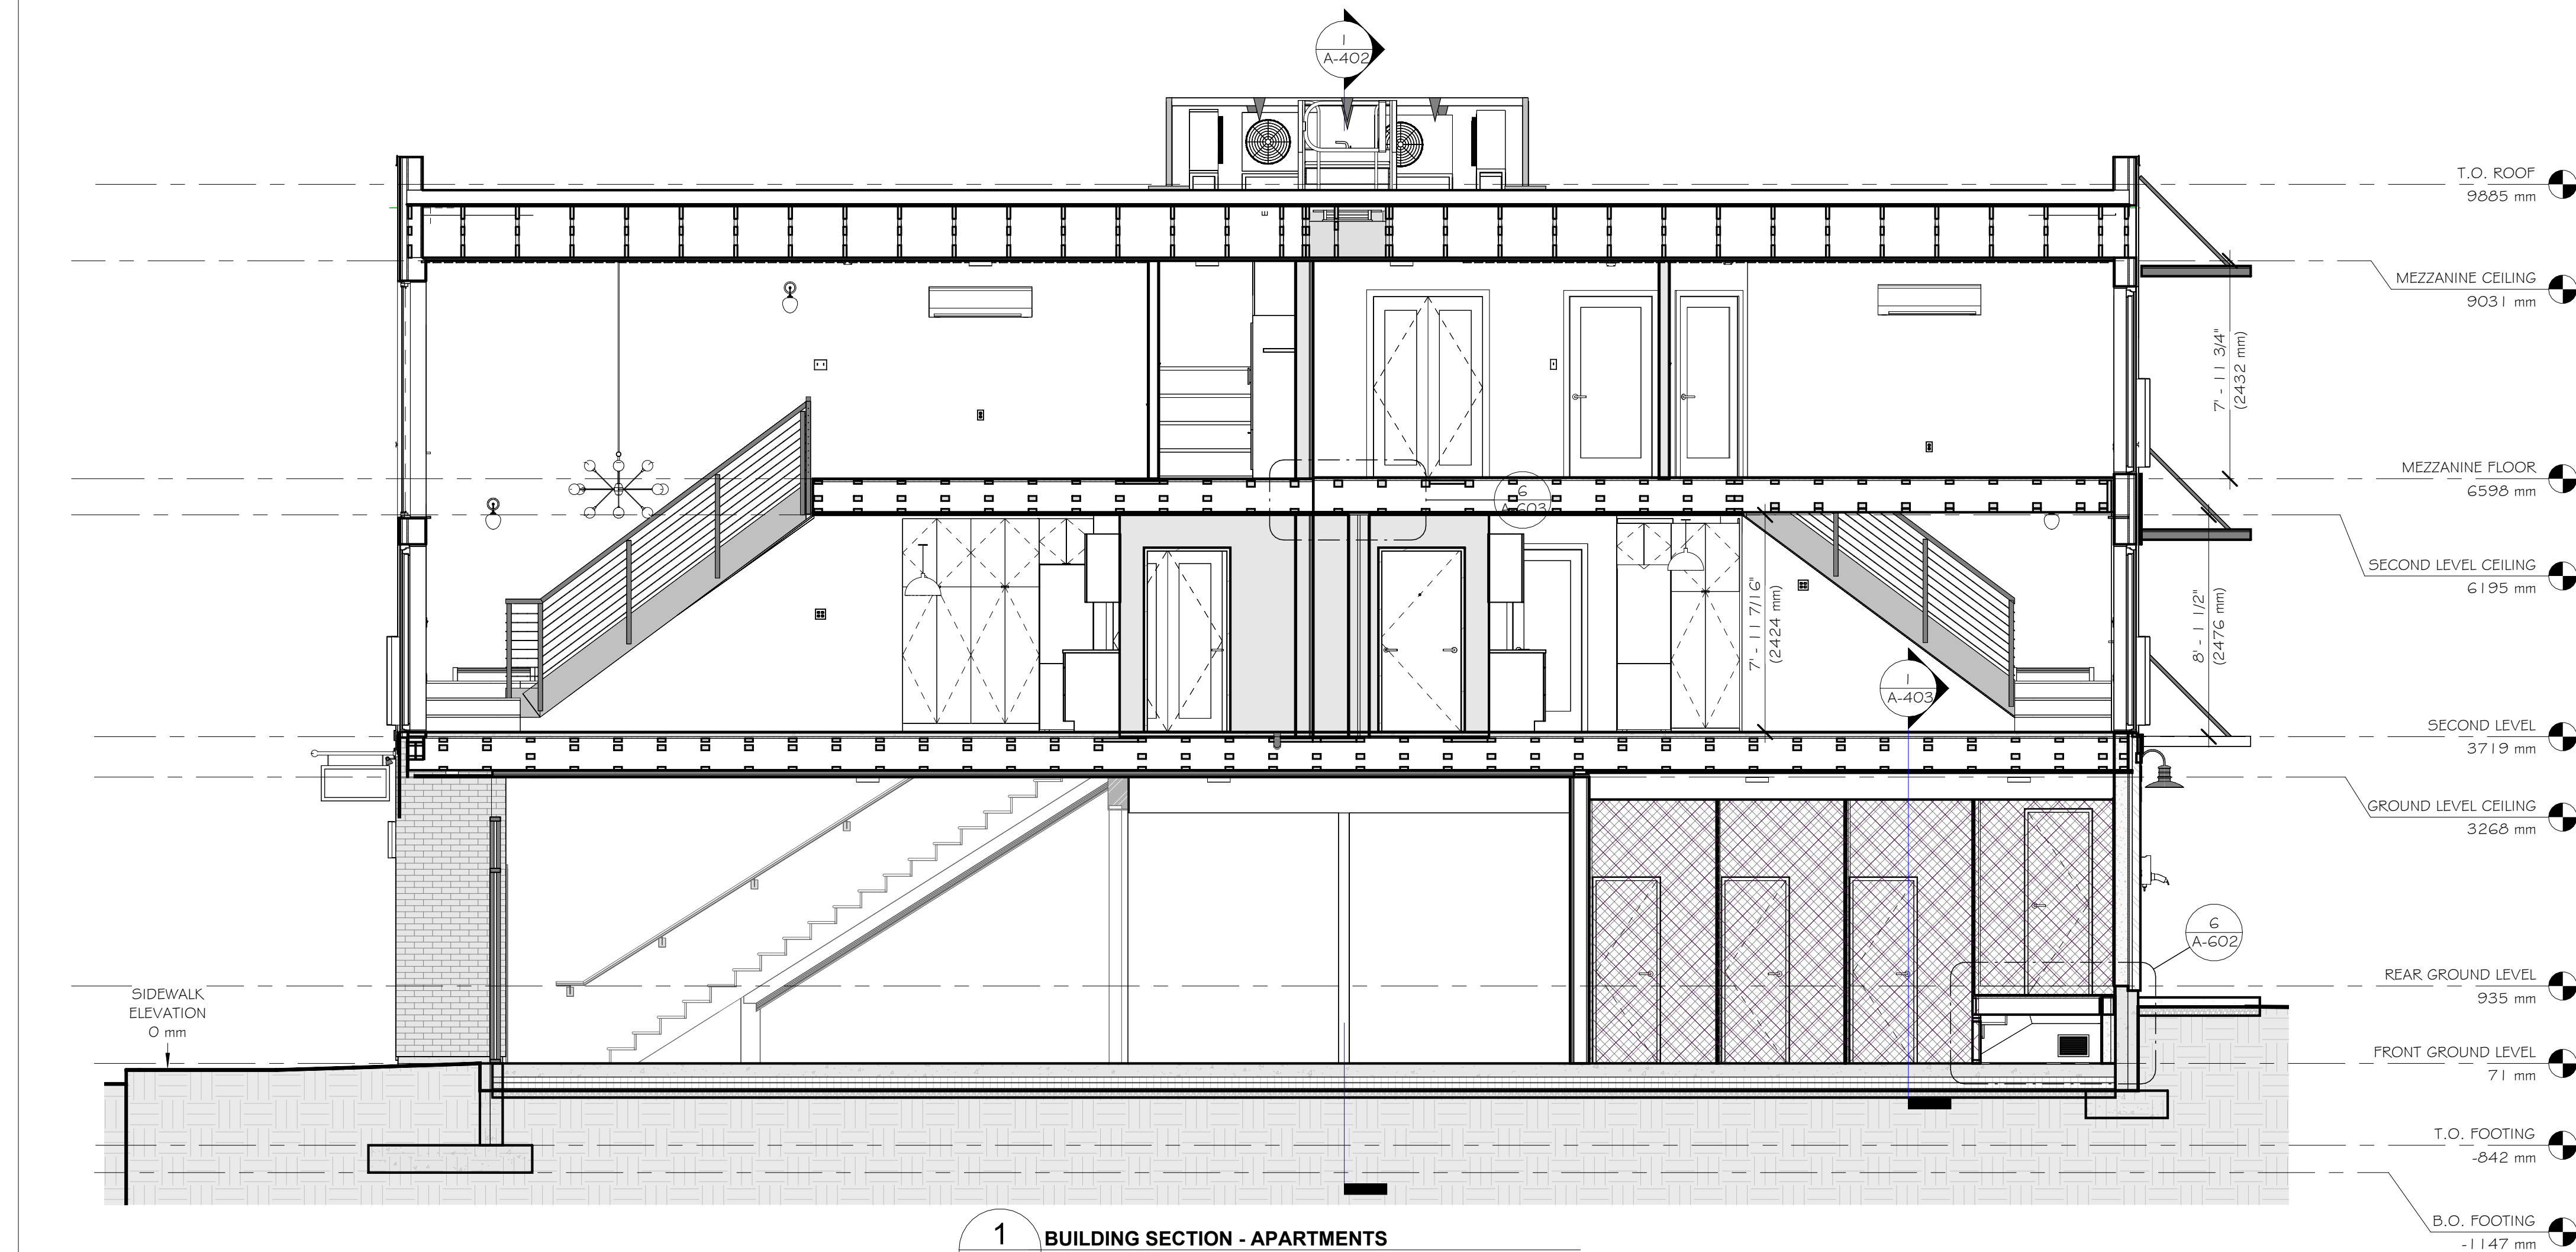 1
A-402
T.O. ROOF
9885 mm
MEZZANINE CEILING
9031 mm
7' - 11 3/4"
(2432 mm)
MEZZANINE FLOOR
6598 mm
6
A-603
SECOND LEVEL CEILING
6195 mm
7' - 11 7/16"
(2424 mm)
8' - 1 1/2"
(2476 mm)
1
A-403
SECOND LEVEL
3719 mm
GROUND LEVEL CEILING
3268 mm
6
A-602
REAR GROUND LEVEL
935 mm
SIDEWALK
ELEVATION
0 mm
FRONT GROUND LEVEL
71 mm
T.O. FOOTING
-842 mm
B.O. FOOTING
-1147 mm
1
BUILDING SECTION - APARTMENTS